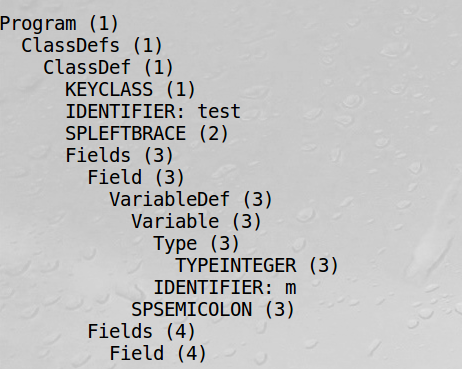 Program (1)
ClassDefs (1)
ClassDef (1)
KEYCLASS (1)
IDENTIFIER: test
SPLEFTBRACE (2)
Fields (3)
Field (3)
VariableDef (3)
Variable (3)
Type (3)
TYPEINTEGER (3)
IDENTIFIER: m
SPSEMICOLON (3)
Fields (4)
Field (4)